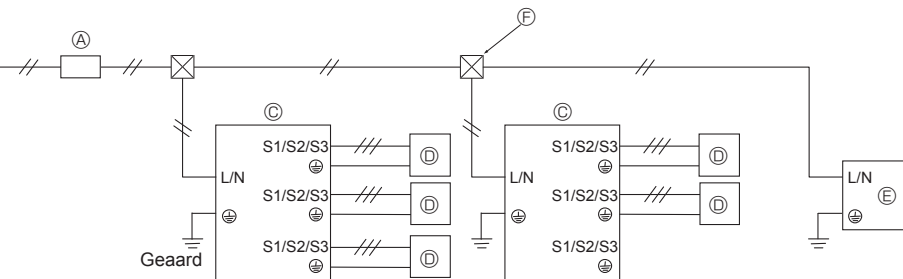 Ⓕ
Ⓐ
Ⓒ
Ⓒ
S1/S2/S3
Ⓓ
S1/S2/S3
Ⓓ
L/N
S1/S2/S3
Ⓓ
L/N
S1/S2/S3
Ⓓ
L/N
Ⓔ
Geaard
S1/S2/S3
Ⓓ
S1/S2/S3